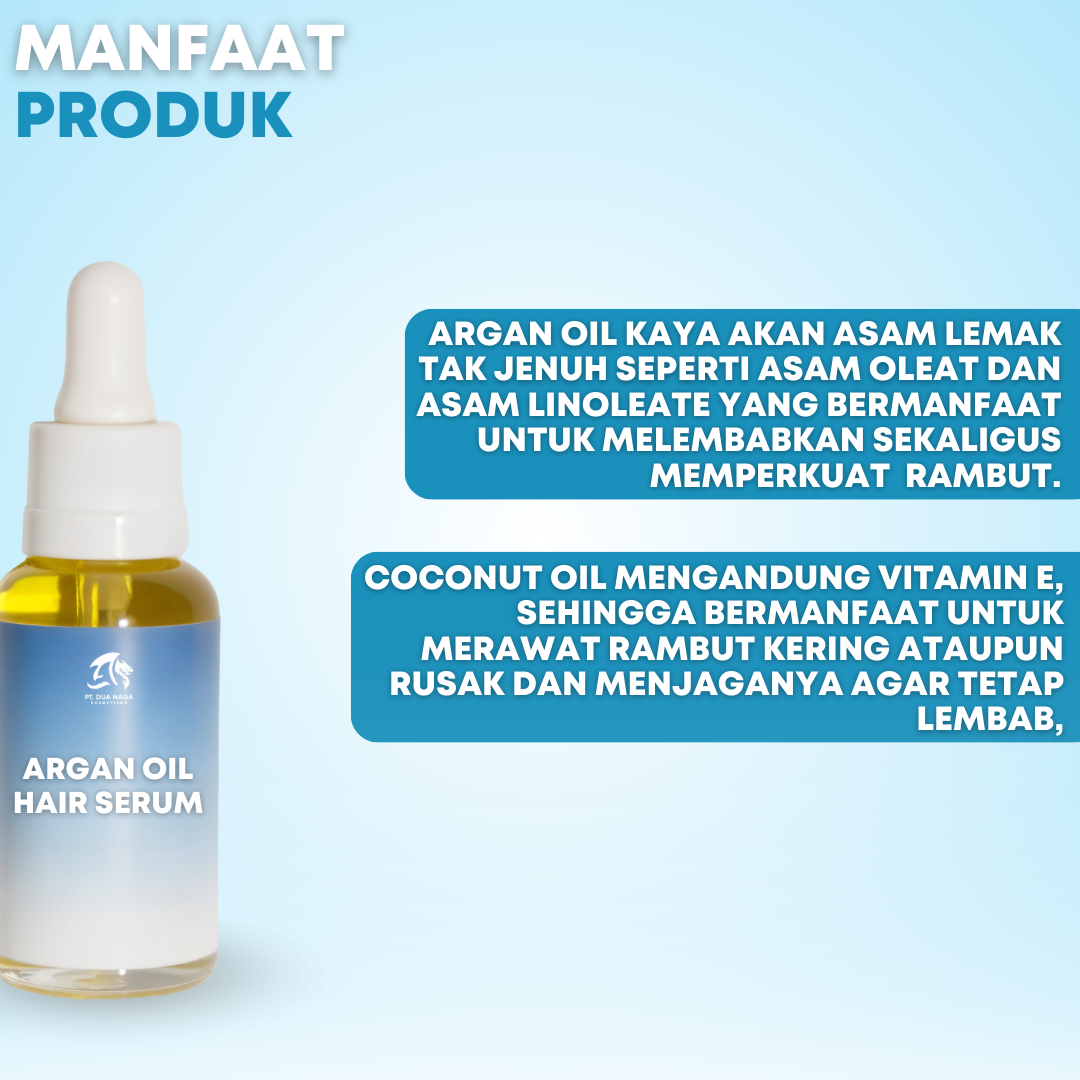 MANFAAT
PRODUK
ARGAN OIL KAYA AKAN ASAM LEMAK
TAK JENUH SEPERTI ASAM OLEAT DAN
ASAM LINOLEATE YANG BERMANFAAT
UNTUK MELEMBABKAN SEKALIGUS
MEMPERKUAT RAMBUT.
COCONUT OIL MENGANDUNG VITAMIN E,
SEHINGGA BERMANFAAT UNTUK
MERAWAT RAMBUT KERING ATAUPUN
RUSAK DAN MENJAGANYA AGAR TETAP
LEMBAB,
PT. DUA NAGA
KOSMETINDO
ARGAN OIL
HAIR SERUM